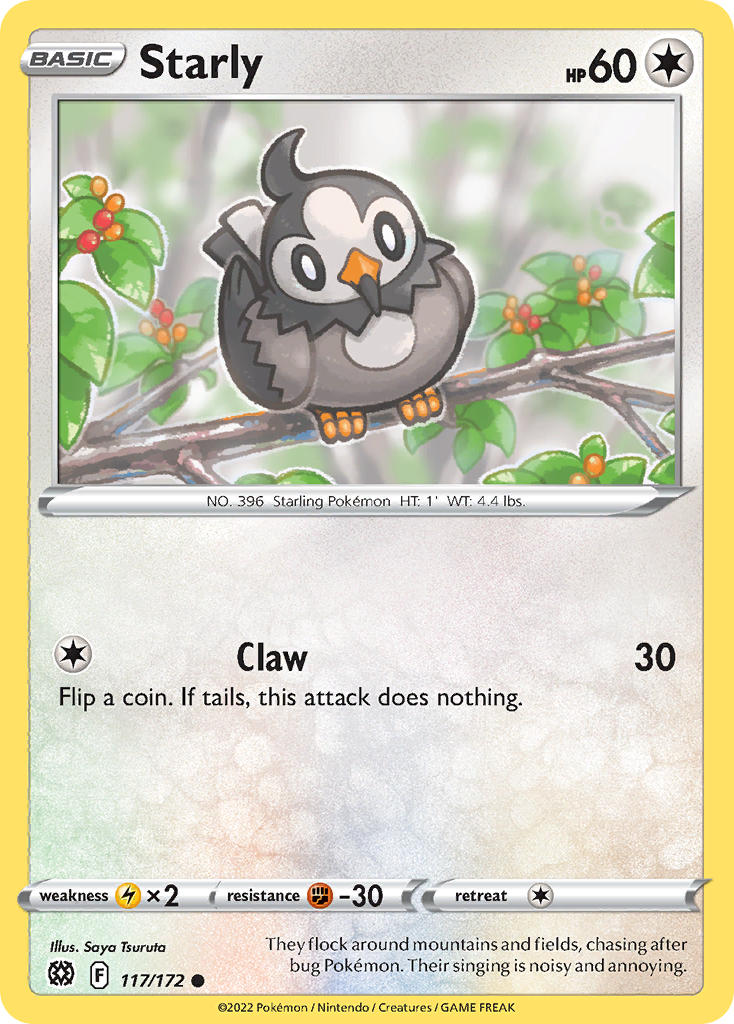 BASIC Starly HP 60
NO. 396 Starling Pokémon HT: 1' WT: 4.4 lbs.
Claw 30
Flip a coin. If tails, this attack does nothing.
weakness ×2 resistance -30 retreat
Illus. Saya Tsuruta
They flock around mountains and fields, chasing after
bug Pokémon. Their singing is noisy and annoying.
F 117/172
©2022 Pokémon / Nintendo / Creatures / GAME FREAK